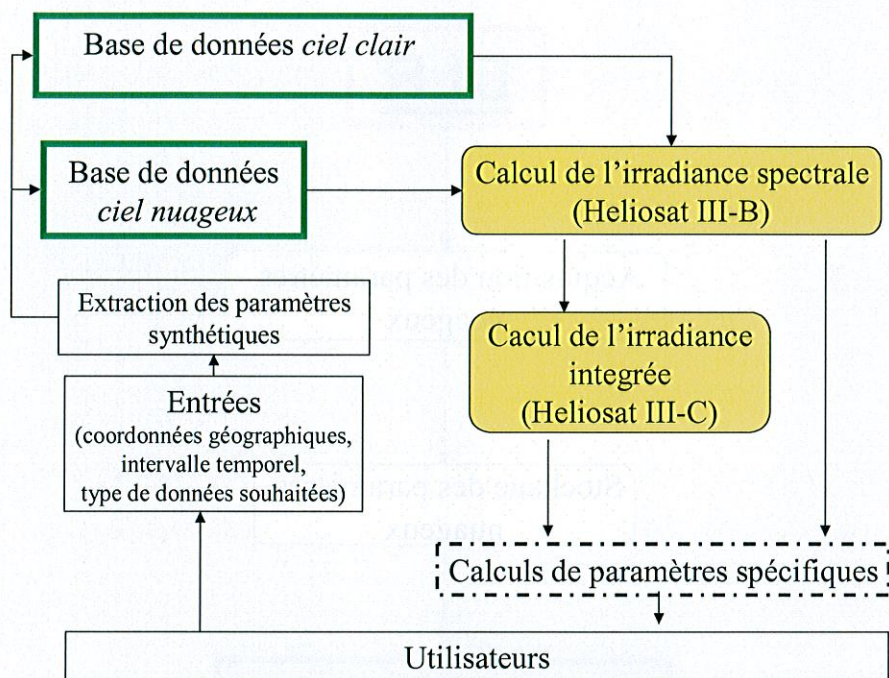 Base de données ciel clair
Base de données
ciel nuageux
Calcul de l'irradiance spectrale
(Heliosat III-B)
Extraction des paramètres
synthétiques
Cacul de l'irradiance
integrée
(Heliosat III-C)
Entrées
(coordonnées géographiques,
intervalle temporel,
type de données souhaitées)
Calculs de paramètres spécifiques
Utilisateurs